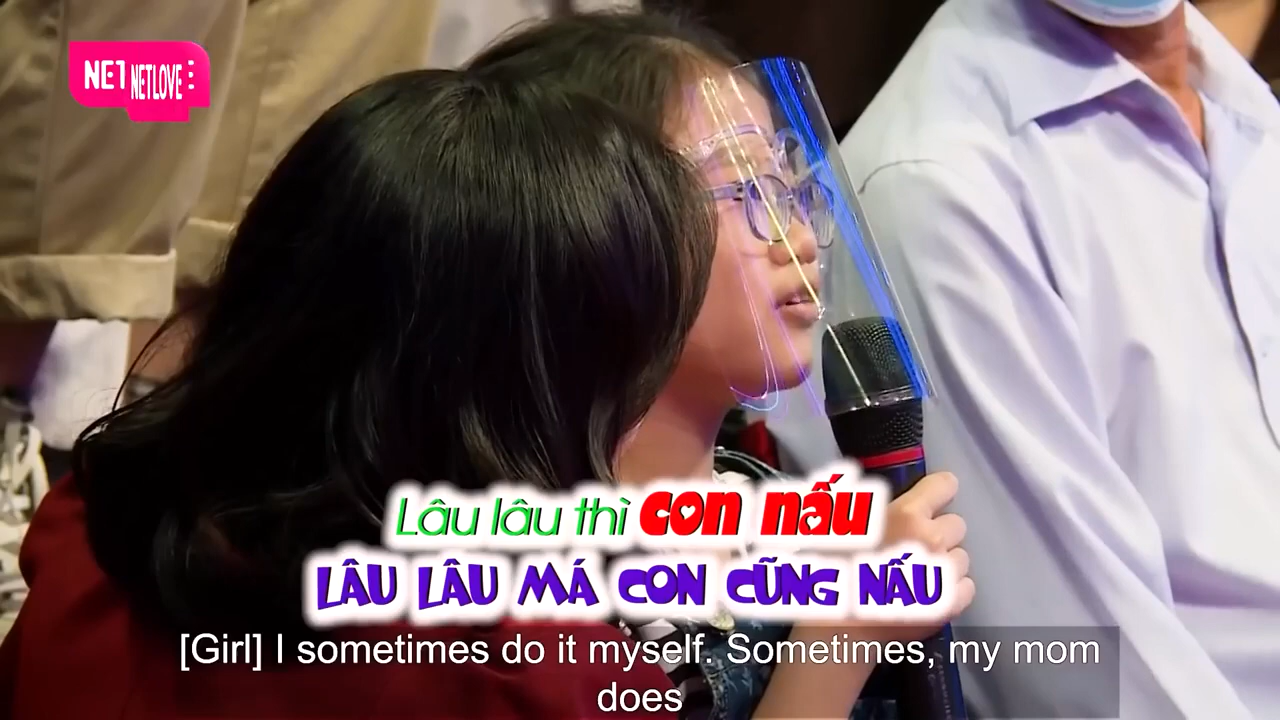 NET
NETLOVE
Lâu lâu thì con nấu
LÂU LÂU MÁ CON CŨNG NẤU
[Girl] I sometimes do it myself. Sometimes, my mom
does